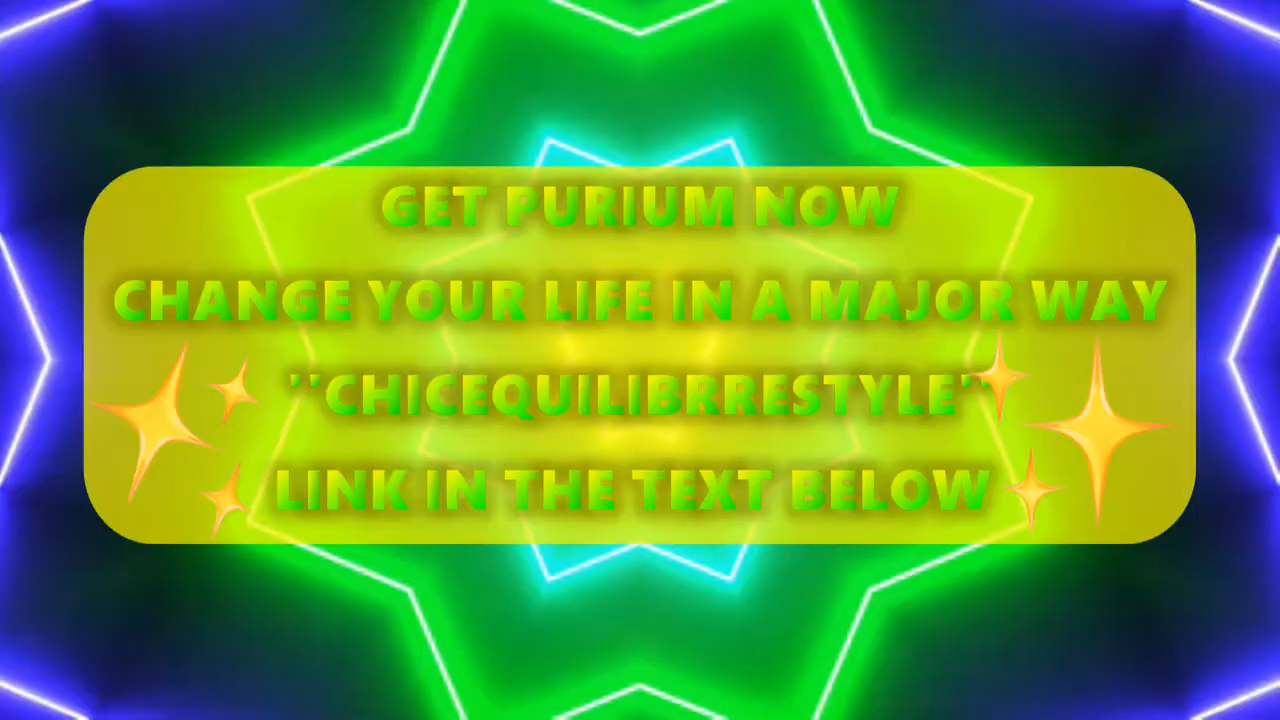 GET PURIUM NOW
CHANGE YOUR LIFE IN A MAJOR WAY
''CHICEQUILIBRRESTYLE''
LINK IN THE TEXT BELOW